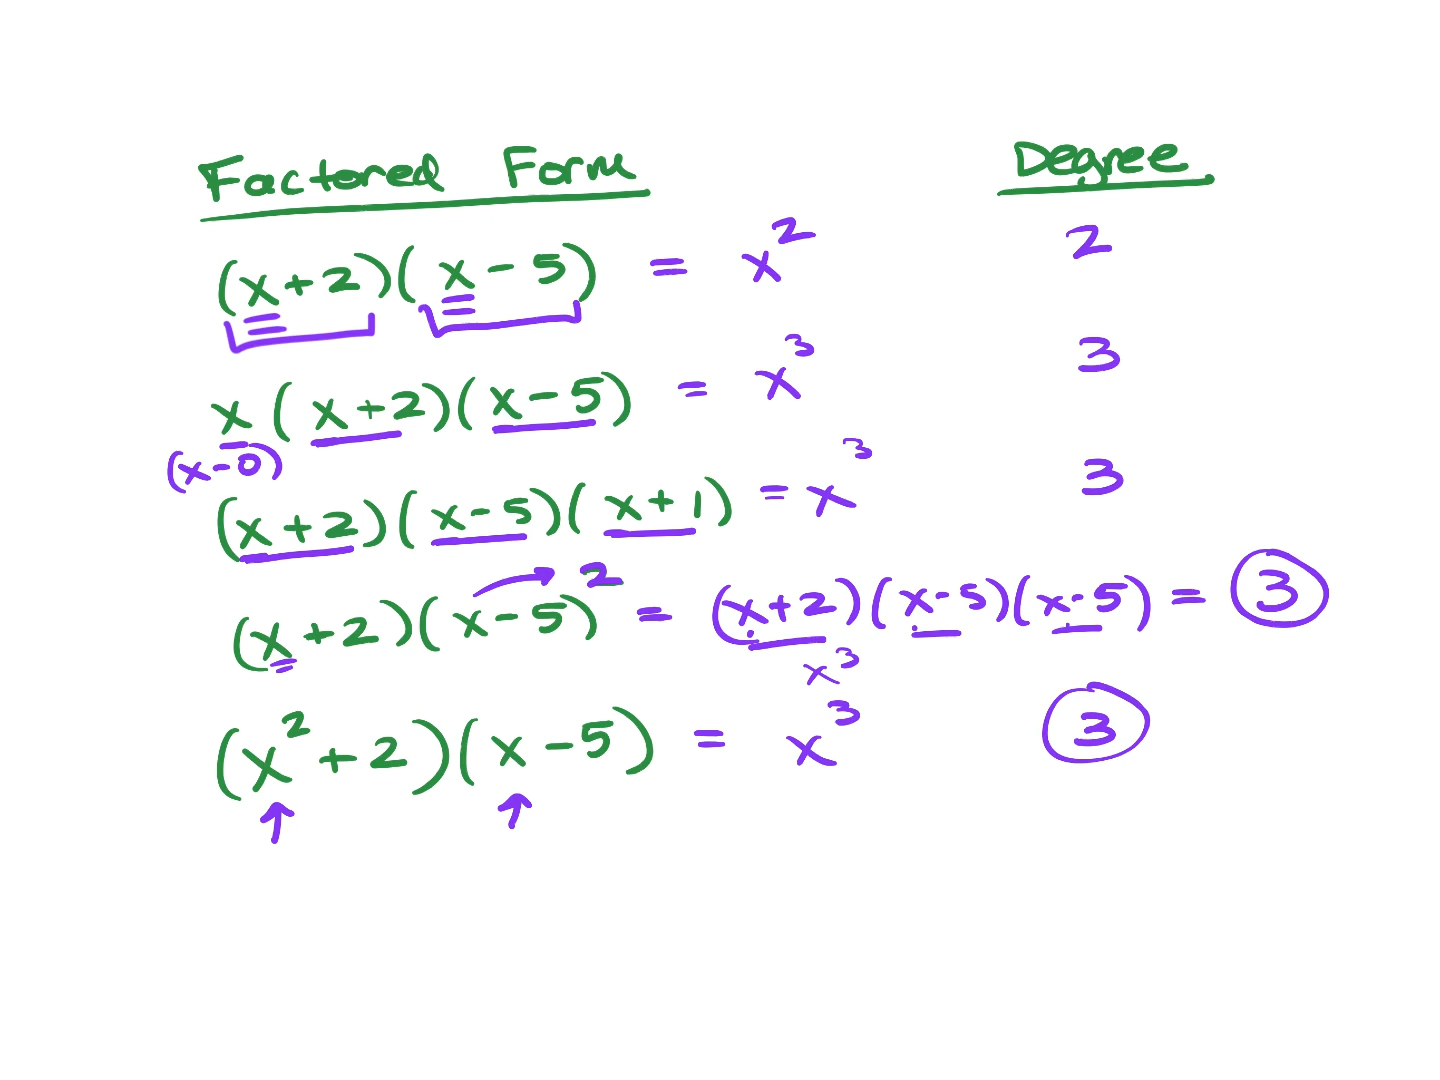 Factored Form Degree
(x+2)(x-5) = x² 2
x(x+2)(x-5) = x³ 3
(x-0)
(x+2)(x-5)(x+1) = x³ 3
(x+2)(x-5)² = (x+2)(x-5)(x-5) = 3
x³
(x²+2)(x-5) = x³ 3